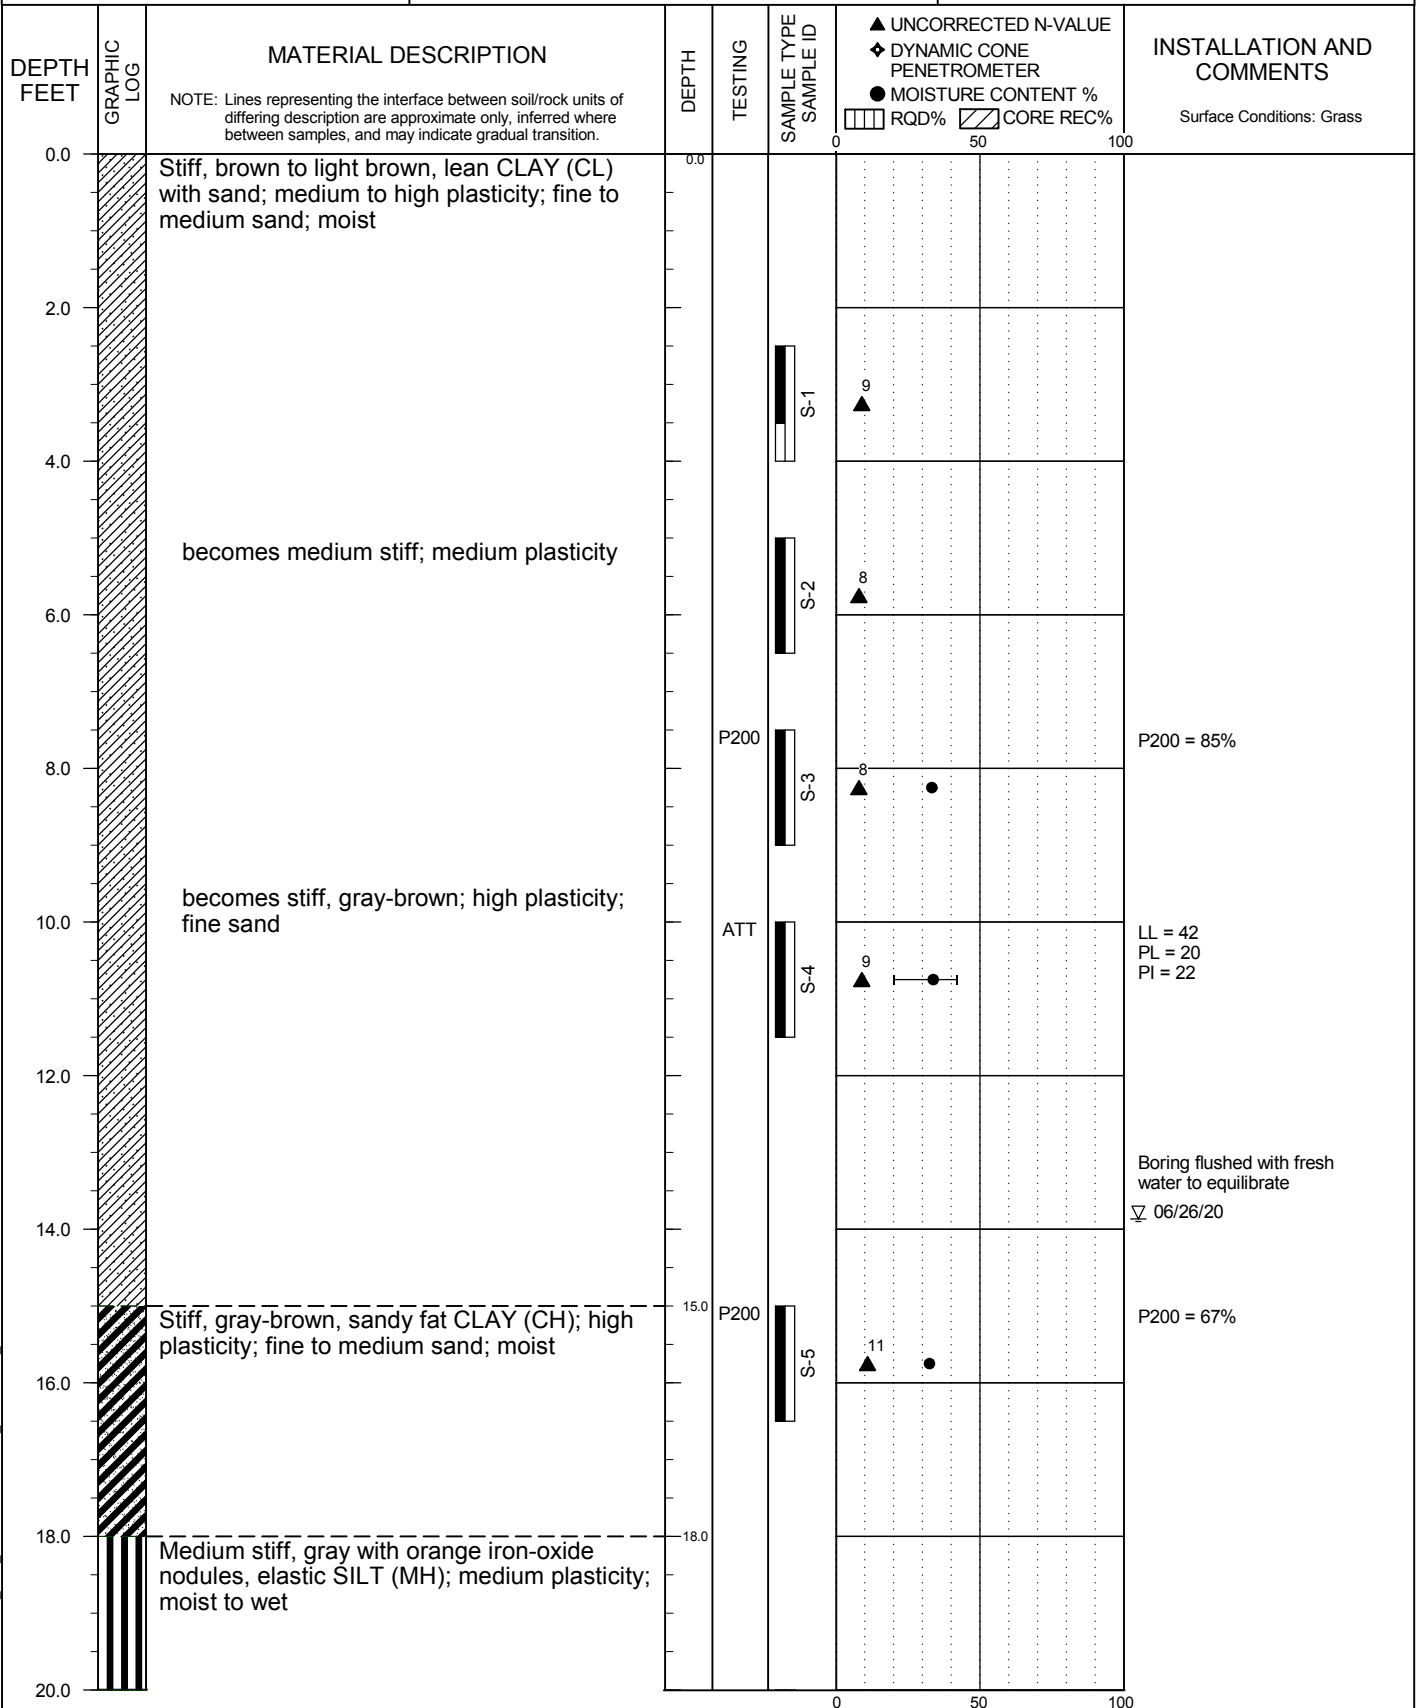 DEPTH
FEET
GRAPHIC
LOG
MATERIAL DESCRIPTION
NOTE: Lines representing the interface between soil/rock units of
differing description are approximate only, inferred where
between samples, and may indicate gradual transition.
DEPTH
TESTING
SAMPLE TYPE
SAMPLE ID
UNCORRECTED N-VALUE
DYNAMIC CONE
PENETROMETER
MOISTURE CONTENT %
RQD%
CORE REC%
0 50 100
INSTALLATION AND
COMMENTS
Surface Conditions: Grass
0.0
Stiff, brown to light brown, lean CLAY (CL)
with sand; medium to high plasticity; fine to
medium sand; moist
0.0
2.0
S-1
9
4.0
becomes medium stiff; medium plasticity
S-2
8
6.0
P200
P200 = 85%
8.0
S-3
8
becomes stiff, gray-brown; high plasticity;
fine sand
10.0
ATT
S-4
9
LL = 42
PL = 20
PI = 22
12.0
Boring flushed with fresh
water to equilibrate
06/26/20
14.0
15.0
Stiff, gray-brown, sandy fat CLAY (CH); high
plasticity; fine to medium sand; moist
P200
S-5
11
P200 = 67%
16.0
18.0
18.0
Medium stiff, gray with orange iron-oxide
nodules, elastic SILT (MH); medium plasticity;
moist to wet
20.0
0 50 100